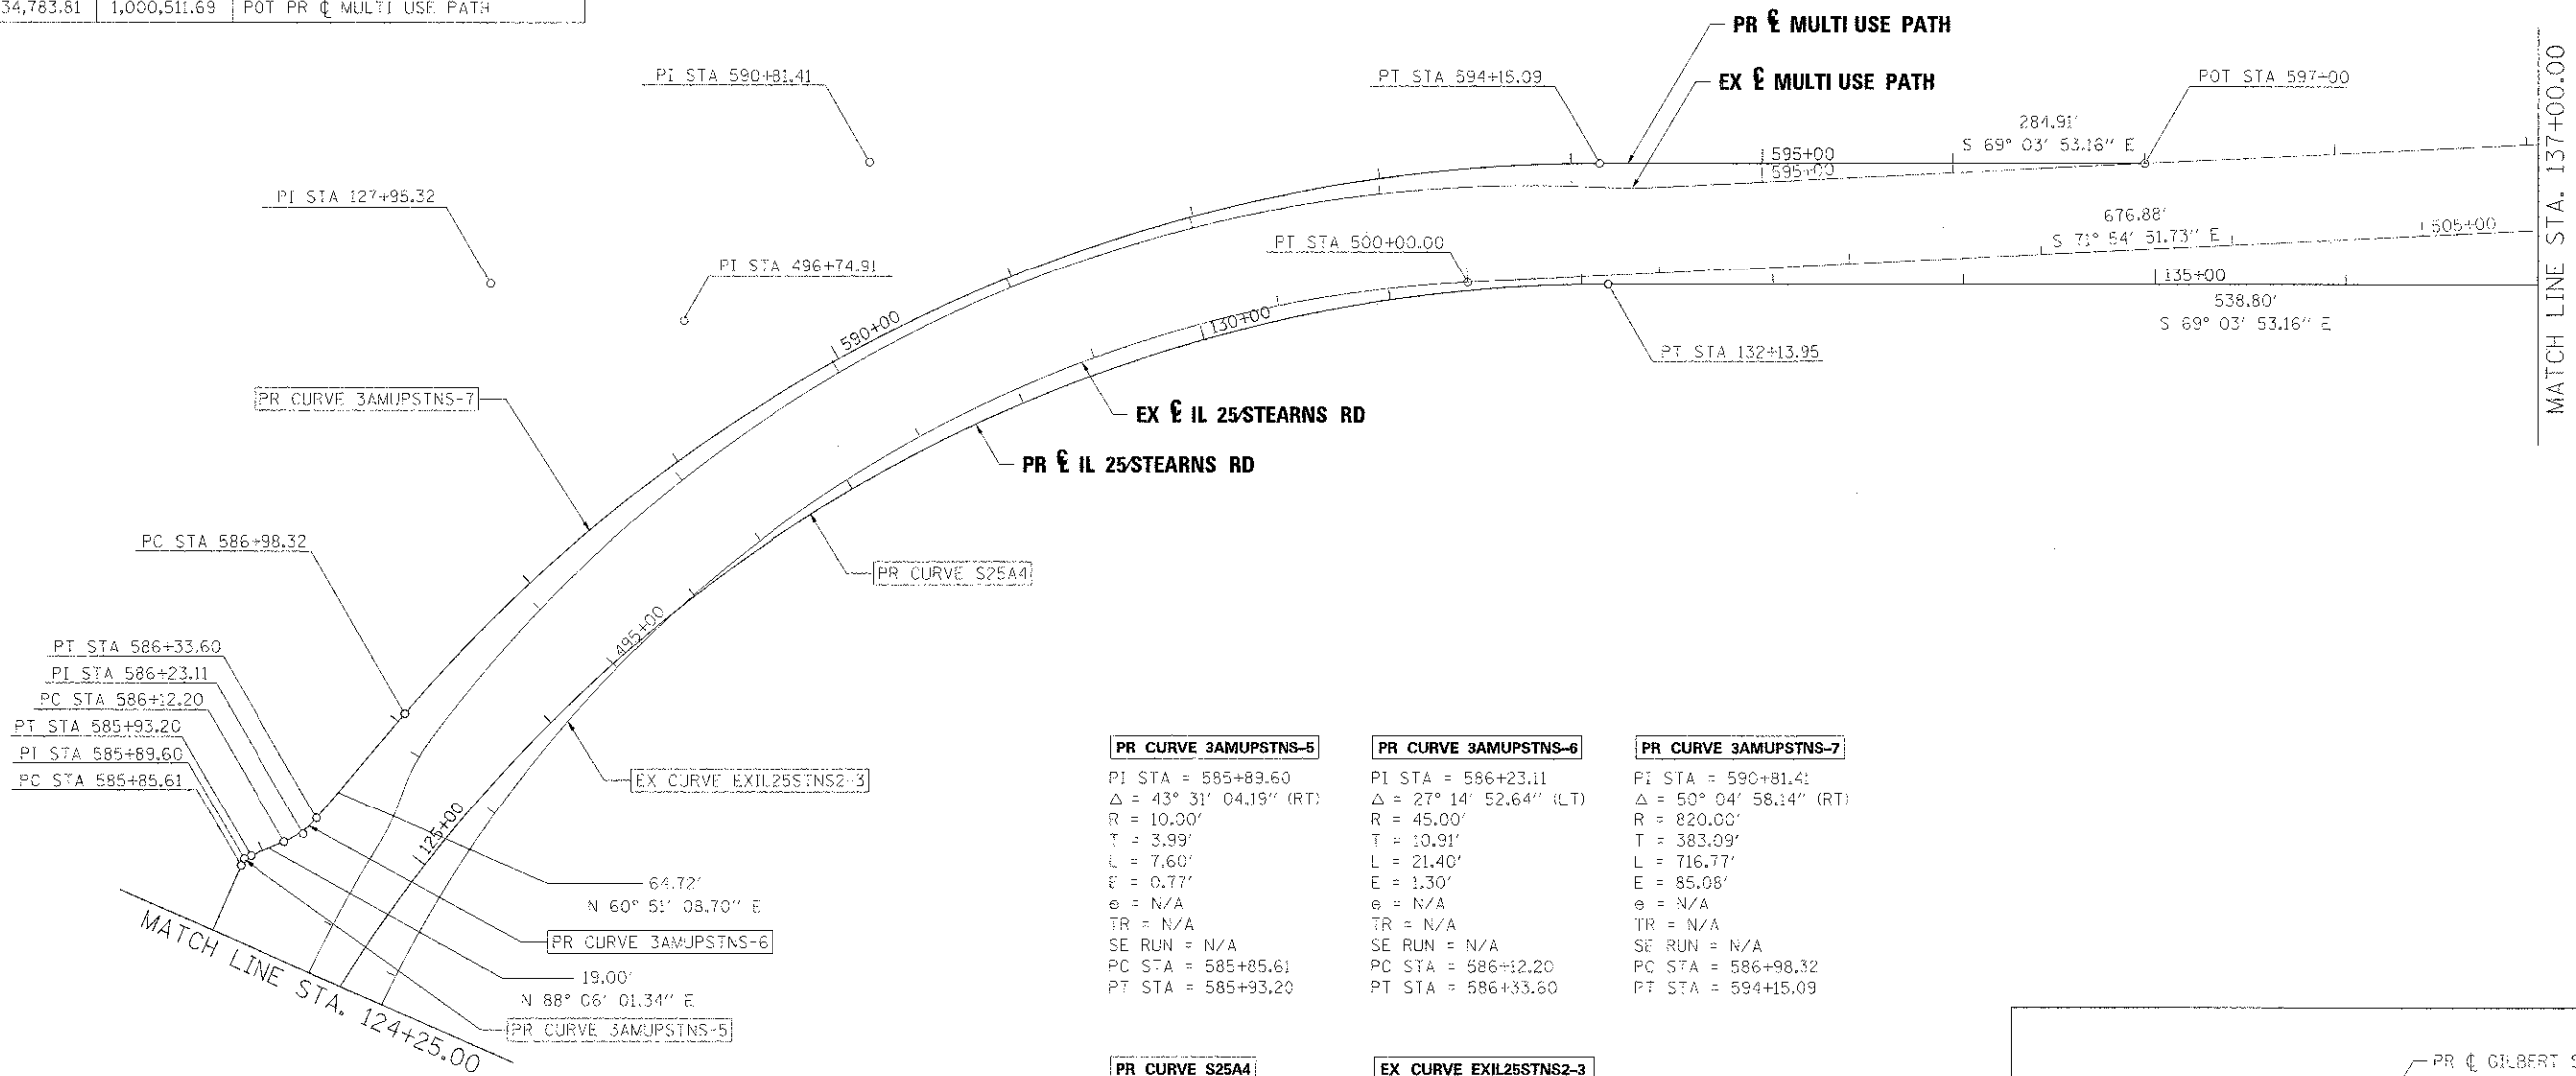 34,783.81 1,000,511.69 POT PR ℄ MULTI USE PATH
PR ℄ MULTI USE PATH
EX ℄ MULTI USE PATH
PI STA 590+81.41
PT STA 594+15.09
POT STA 597+00
284.91'
S 69° 03' 53.16" E
595+00
595+00
PI STA 127+95.32
PI STA 496+74.91
PT STA 500+00.00
676.88'
S 71° 54' 51.73" E
505+00
135+00
538.80'
S 69° 03' 53.16" E
MATCH LINE STA. 137+00.00
590+00
130+00
PT STA 132+13.95
PR CURVE 3AMUPSTNS-7
EX ℄ IL 25/STEARNS RD
PR ℄ IL 25/STEARNS RD
PC STA 586+98.32
PR CURVE S25A4
495+00
PT STA 586+33.60
PI STA 586+23.11
PC STA 586+12.20
PT STA 585+93.20
PI STA 585+89.60
PC STA 585+85.61
EX CURVE EXIL25STNS2-3
125+00
64.72'
N 60° 51' 08.70" E
PR CURVE 3AMUPSTNS-6
19.00'
N 88° 06' 01.34" E
PR CURVE 3AMUPSTNS-5
MATCH LINE STA. 124+25.00
PR CURVE 3AMUPSTNS-5
PI STA = 585+89.60
Δ = 43° 31' 04.19" (RT)
R = 10.00'
T = 3.99'
L = 7.60'
E = 0.77'
e = N/A
TR = N/A
SE RUN = N/A
PC STA = 585+85.61
PT STA = 585+93.20
PR CURVE 3AMUPSTNS-6
PI STA = 586+23.11
Δ = 27° 14' 52.64" (LT)
R = 45.00'
T = 10.91'
L = 21.40'
E = 1.30'
e = N/A
TR = N/A
SE RUN = N/A
PC STA = 586+12.20
PT STA = 586+33.60
PR CURVE 3AMUPSTNS-7
PI STA = 590+81.41
Δ = 50° 04' 58.14" (RT)
R = 820.00'
T = 383.09'
L = 716.77'
E = 85.08'
e = N/A
TR = N/A
SE RUN = N/A
PC STA = 586+98.32
PT STA = 594+15.09
PR CURVE S25A4
EX CURVE EXIL25STNS2-3
PR ℄ GILBERT S